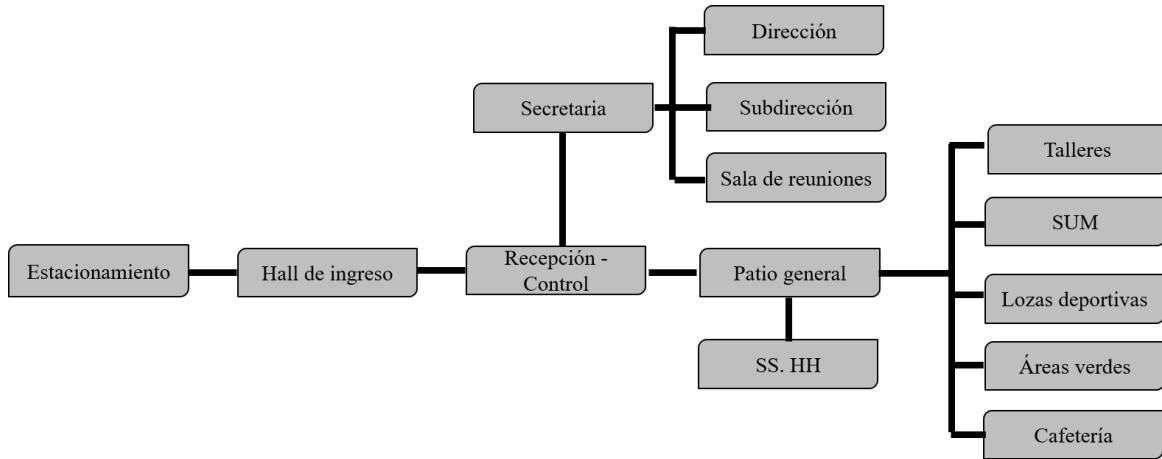 Dirección
Secretaria
Subdirección
Sala de reuniones
Talleres
SUM
Estacionamiento
Hall de ingreso
Recepción -
Control
Patio general
Lozas deportivas
SS. HH
Áreas verdes
Cafetería